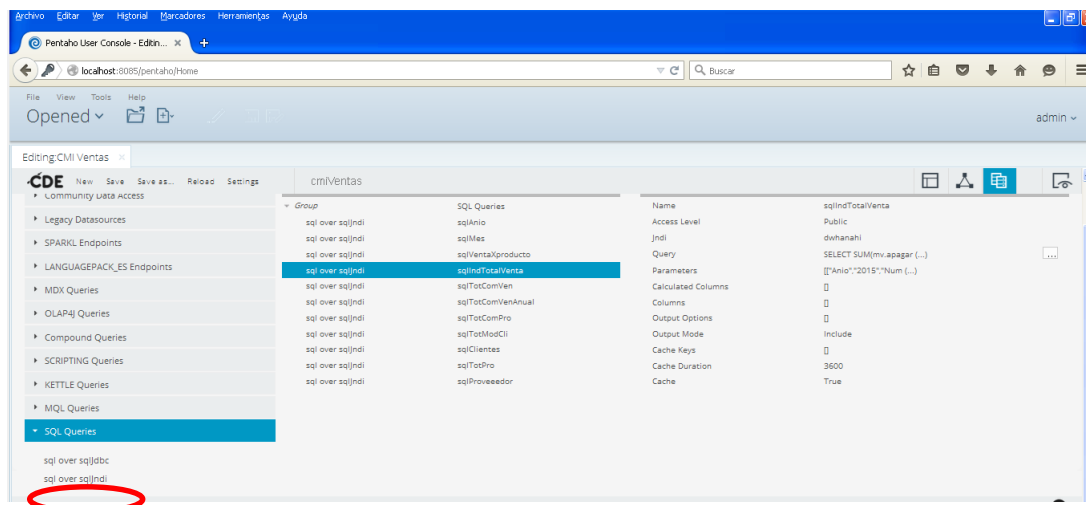 Archivo Editar Ver Historial Marcadores Herramientas Ayuda
Pentaho User Console - Editin...
localhost:8085/pentaho/Home
Buscar
File View Tools Help
Opened
admin
Editing:CMI Ventas
CDE New Save Save as... Reload Settings
cmiVentas
Community Data Access
Legacy Datasources
SPARKL Endpoints
LANGUAGEPACK_ES Endpoints
MDX Queries
OLAP4J Queries
Compound Queries
SCRIPTING Queries
KETTLE Queries
MQL Queries
SQL Queries
sql over sqlJdbc
sql over sqlJndi
Group SQL Queries
sql over sqlJndi sqlAnio
sql over sqlJndi sqlMes
sql over sqlJndi sqlVentaXproducto
sql over sqlJndi sqlIndTotalVenta
sql over sqlJndi sqlTotComVen
sql over sqlJndi sqlTotComVenAnual
sql over sqlJndi sqlTotComPro
sql over sqlJndi sqlTotModCli
sql over sqlJndi sqlClientes
sql over sqlJndi sqlTotPro
sql over sqlJndi sqlProveeedor
Name sqlIndTotalVenta
Access Level Public
Jndi dwhanahi
Query SELECT SUM(mv.apagar (...) ...
Parameters [["Anio","2015","Num (...)
Calculated Columns []
Columns []
Output Options []
Output Mode Include
Cache Keys []
Cache Duration 3600
Cache True